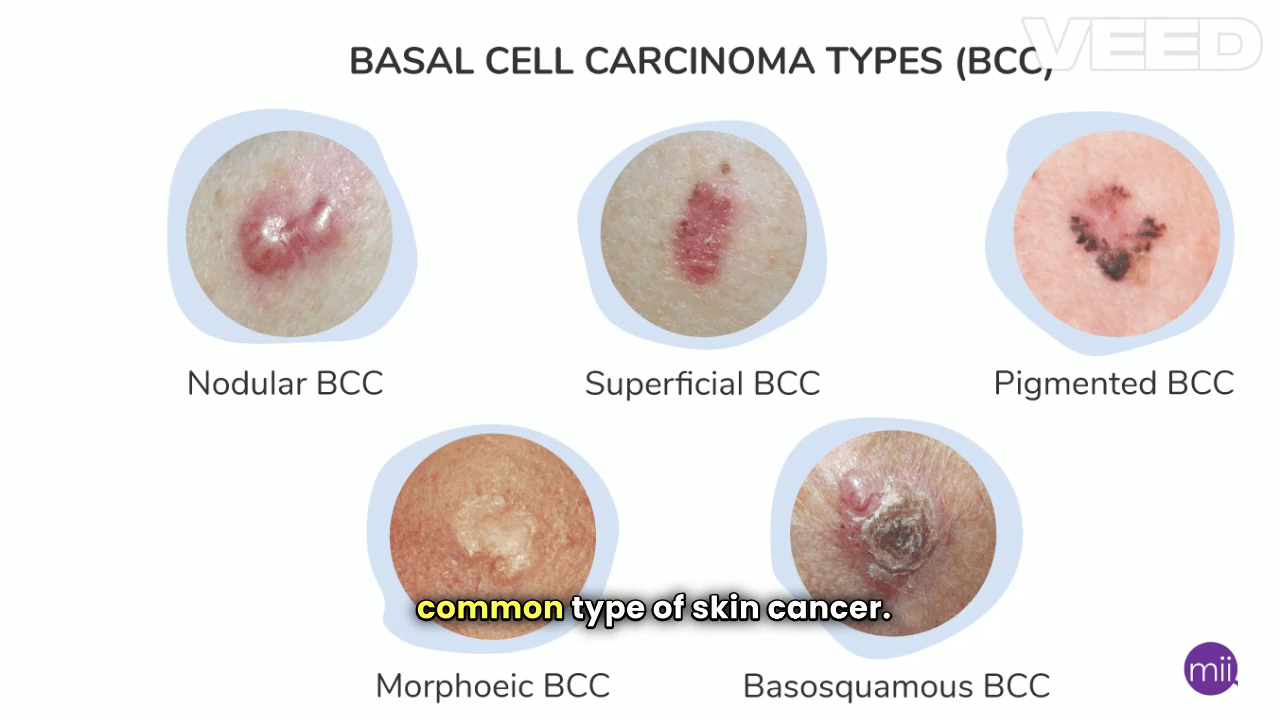 VEED
BASAL CELL CARCINOMA TYPES (BCC)
Nodular BCC
Superficial BCC
Pigmented BCC
common type of skin cancer.
Morphoeic BCC
Basosquamous BCC
mii